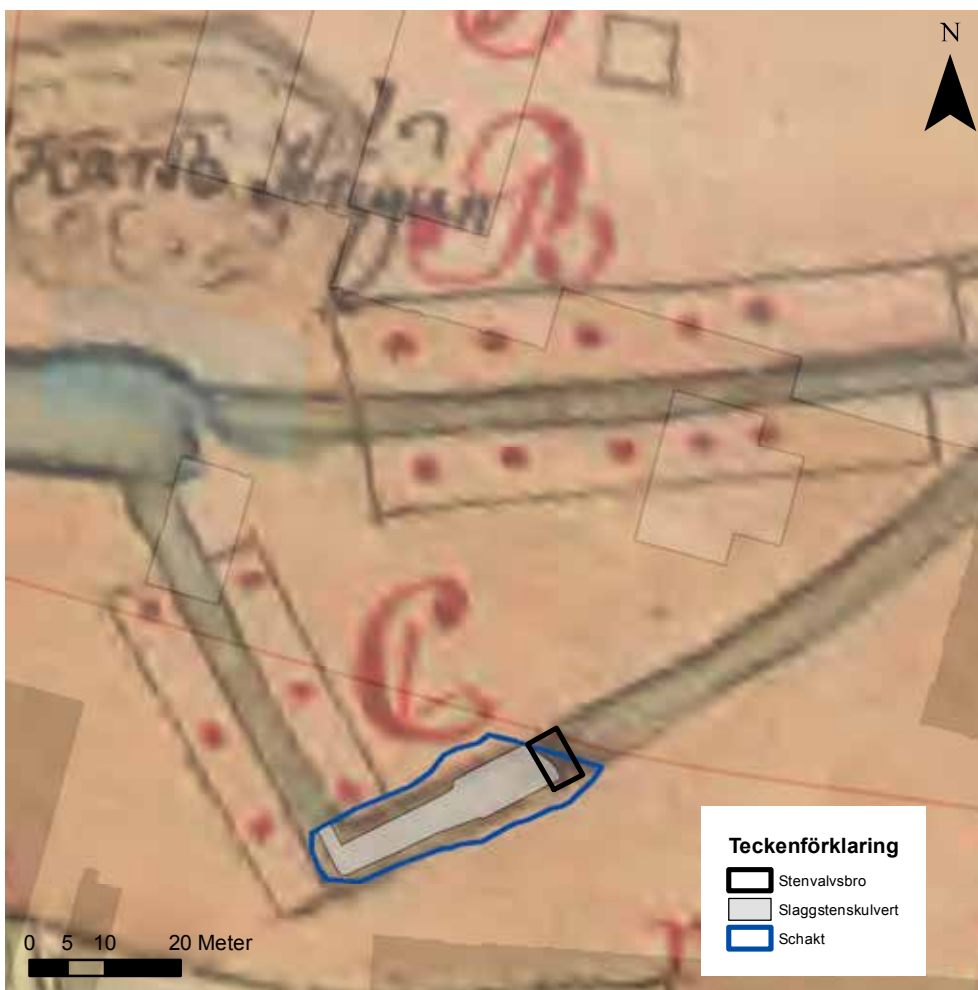 N
B
C
Teckenförklaring
Stenvalvsbro
Slaggstenskulvert
Schakt
0 5 10 20 Meter